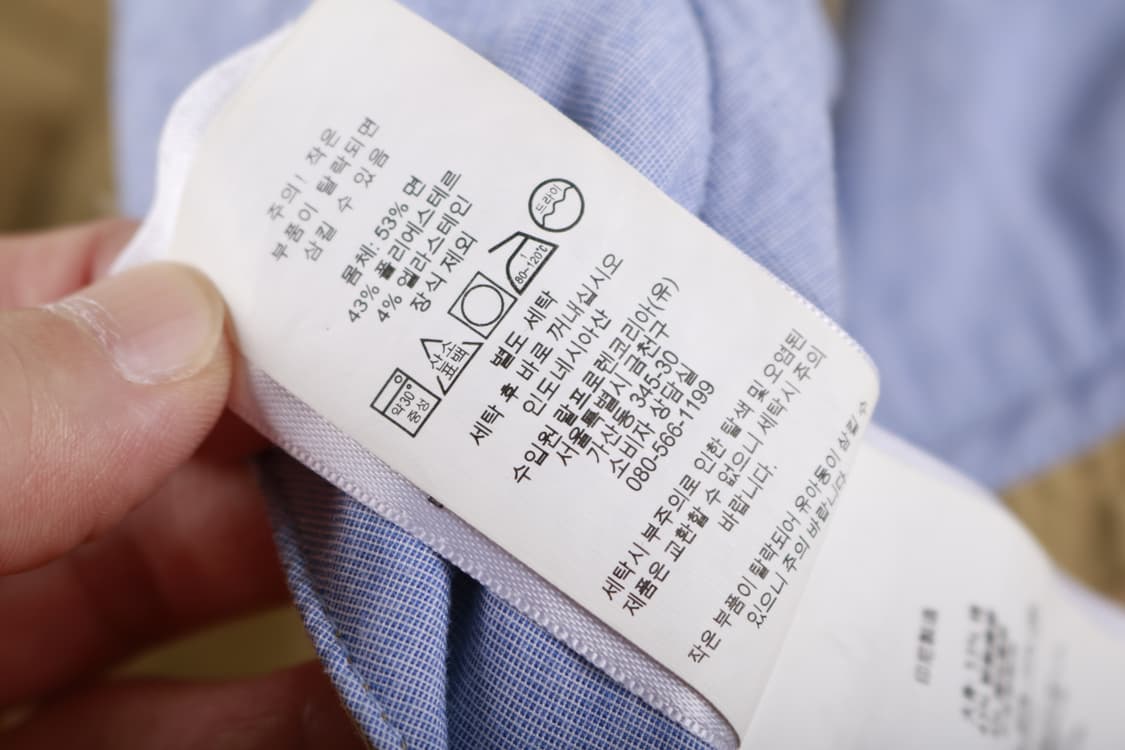 주의! 작은
부품이 탈락되면
삼킬 수 있음
몸체: 53% 면
43% 폴리에스테르
4% 엘라스테인
장식 제외
약30°
중성
산소
표백
80~120℃
드라이
별도 세탁
세탁 후 바로 꺼내십시오
인도네시아산
수입원 랄프로렌코리아(유)
서울특별시 금천구
가산동 345-30
소비자 상담실
080-566-1199
세탁시 부주의로 인한 탈색 및 오염된
제품은 교환할 수 없으니 세탁시 주의
바랍니다.
작은 부품이 탈락되어 유아동이 삼킬 수
있으니 주의 바랍니다.